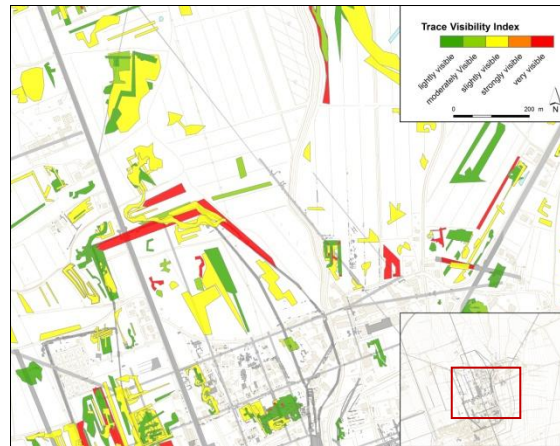 Trace Visibility Index
lightly visible
moderately Visible
slightly visible
strongly visible
very visible
0 200 m
N